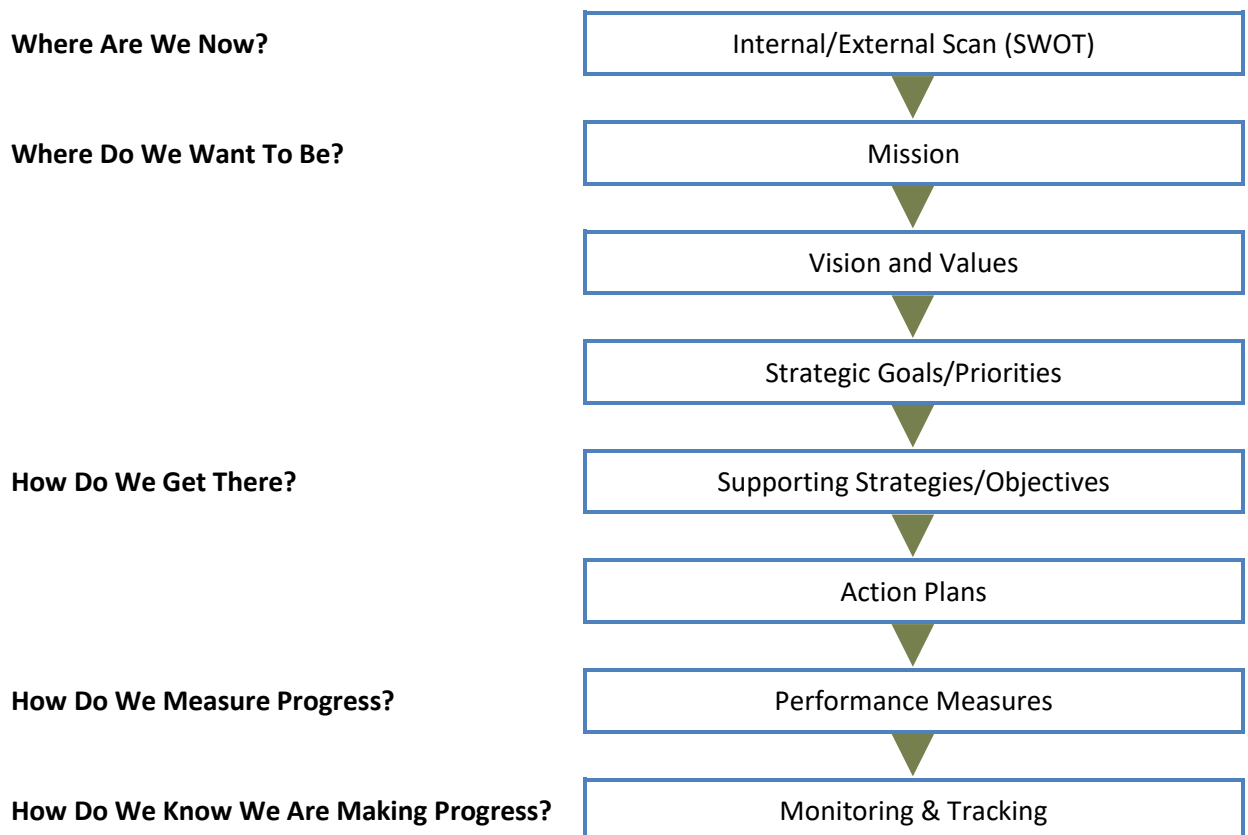 Where Are We Now?
Internal/External Scan (SWOT)
Where Do We Want To Be?
Mission
Vision and Values
Strategic Goals/Priorities
How Do We Get There?
Supporting Strategies/Objectives
Action Plans
How Do We Measure Progress?
Performance Measures
How Do We Know We Are Making Progress?
Monitoring & Tracking